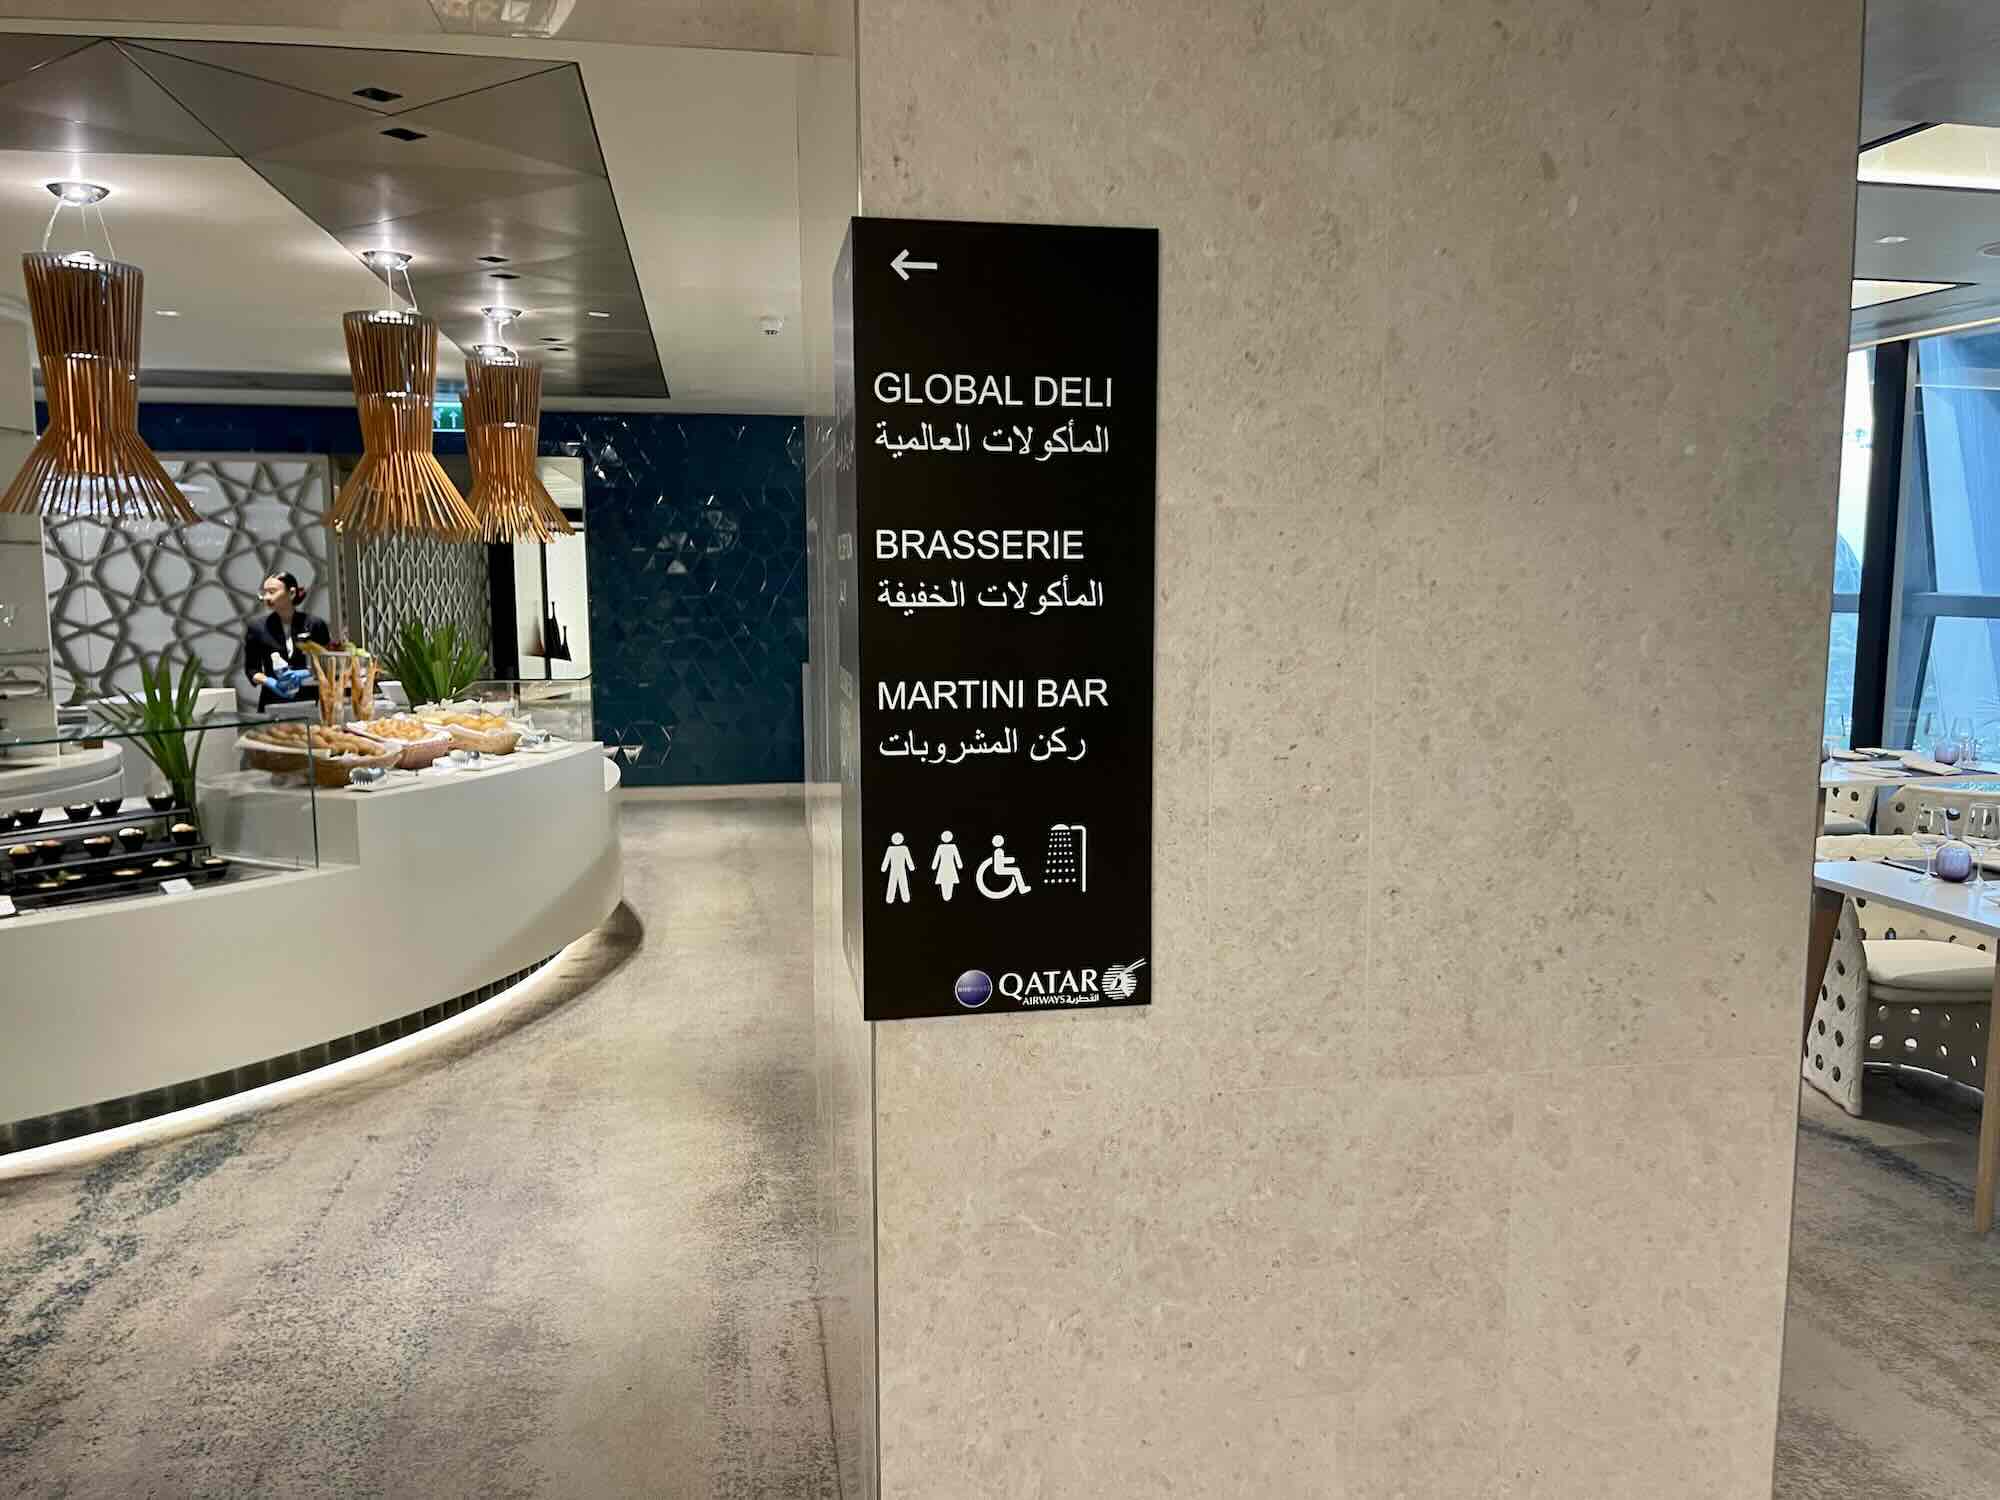 GLOBAL DELI
المأكولات العالمية
BRASSERIE
المأكولات الخفيفة
MARTINI BAR
ركن المشروبات
QATAR
AIRWAYS القطرية